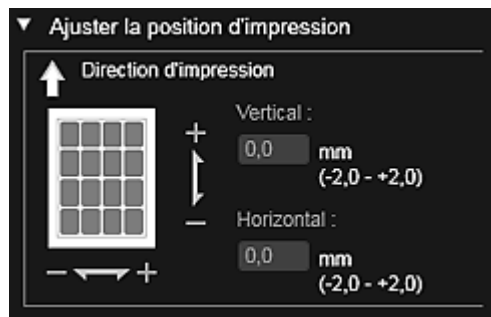 Ajuster la position d'impression
Direction d'impression
Vertical :
+
0,0 mm
(-2,0 - +2,0)
–
Horizontal :
0,0 mm
– +
(-2,0 - +2,0)